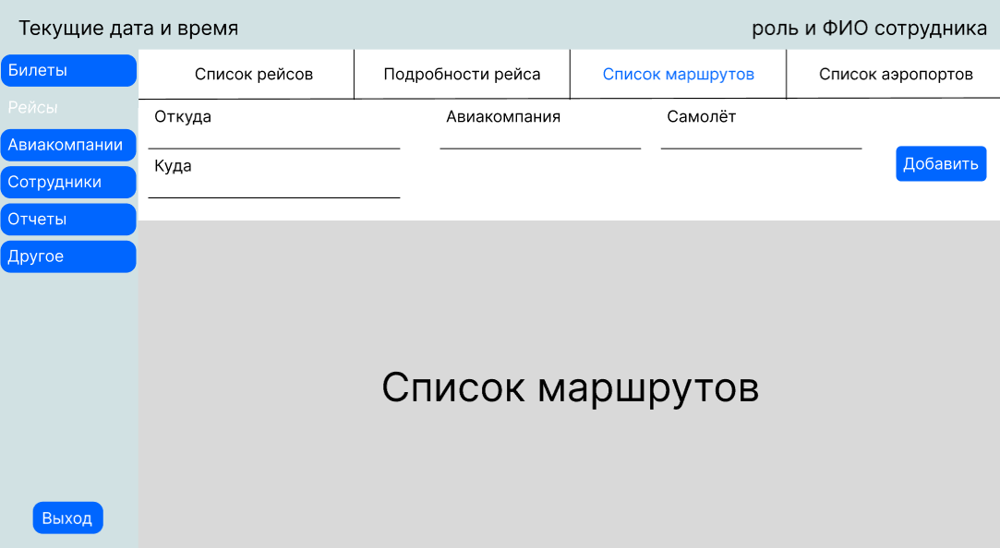 Текущие дата и время
роль и ФИО сотрудника
Билеты
Рейсы
Авиакомпании
Сотрудники
Отчеты
Другое
Выход
Список рейсов
Подробности рейса
Список маршрутов
Список аэропортов
Откуда
Авиакомпания
Самолёт
Куда
Добавить
Список маршрутов